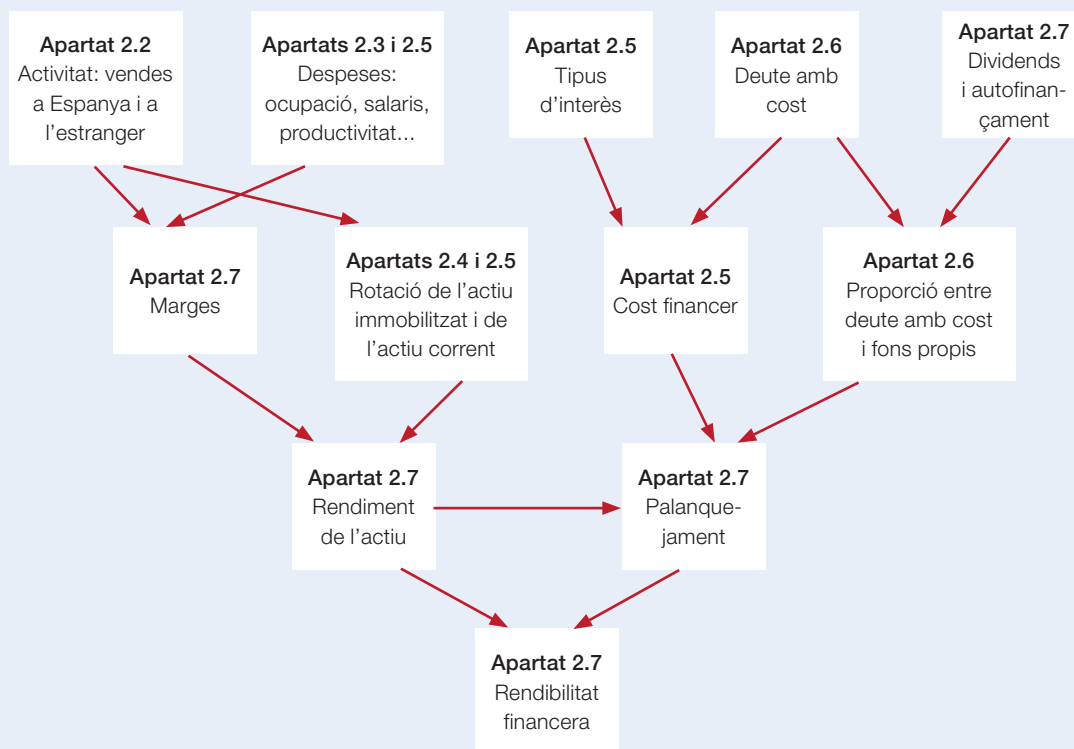 Apartat 2.2
Activitat: vendes
a Espanya i a
l’estranger
Apartats 2.3 i 2.5
Despeses:
ocupació, salaris,
productivitat...
Apartat 2.5
Tipus
d’interès
Apartat 2.6
Deute amb
cost
Apartat 2.7
Dividends
i autofinan-
çament
Apartat 2.7
Marges
Apartats 2.4 i 2.5
Rotació de l’actiu
immobilitzat i de
l’actiu corrent
Apartat 2.5
Cost financer
Apartat 2.6
Proporció entre
deute amb cost
i fons propis
Apartat 2.7
Rendiment
de l’actiu
Apartat 2.7
Palanque-
jament
Apartat 2.7
Rendibilitat
financera